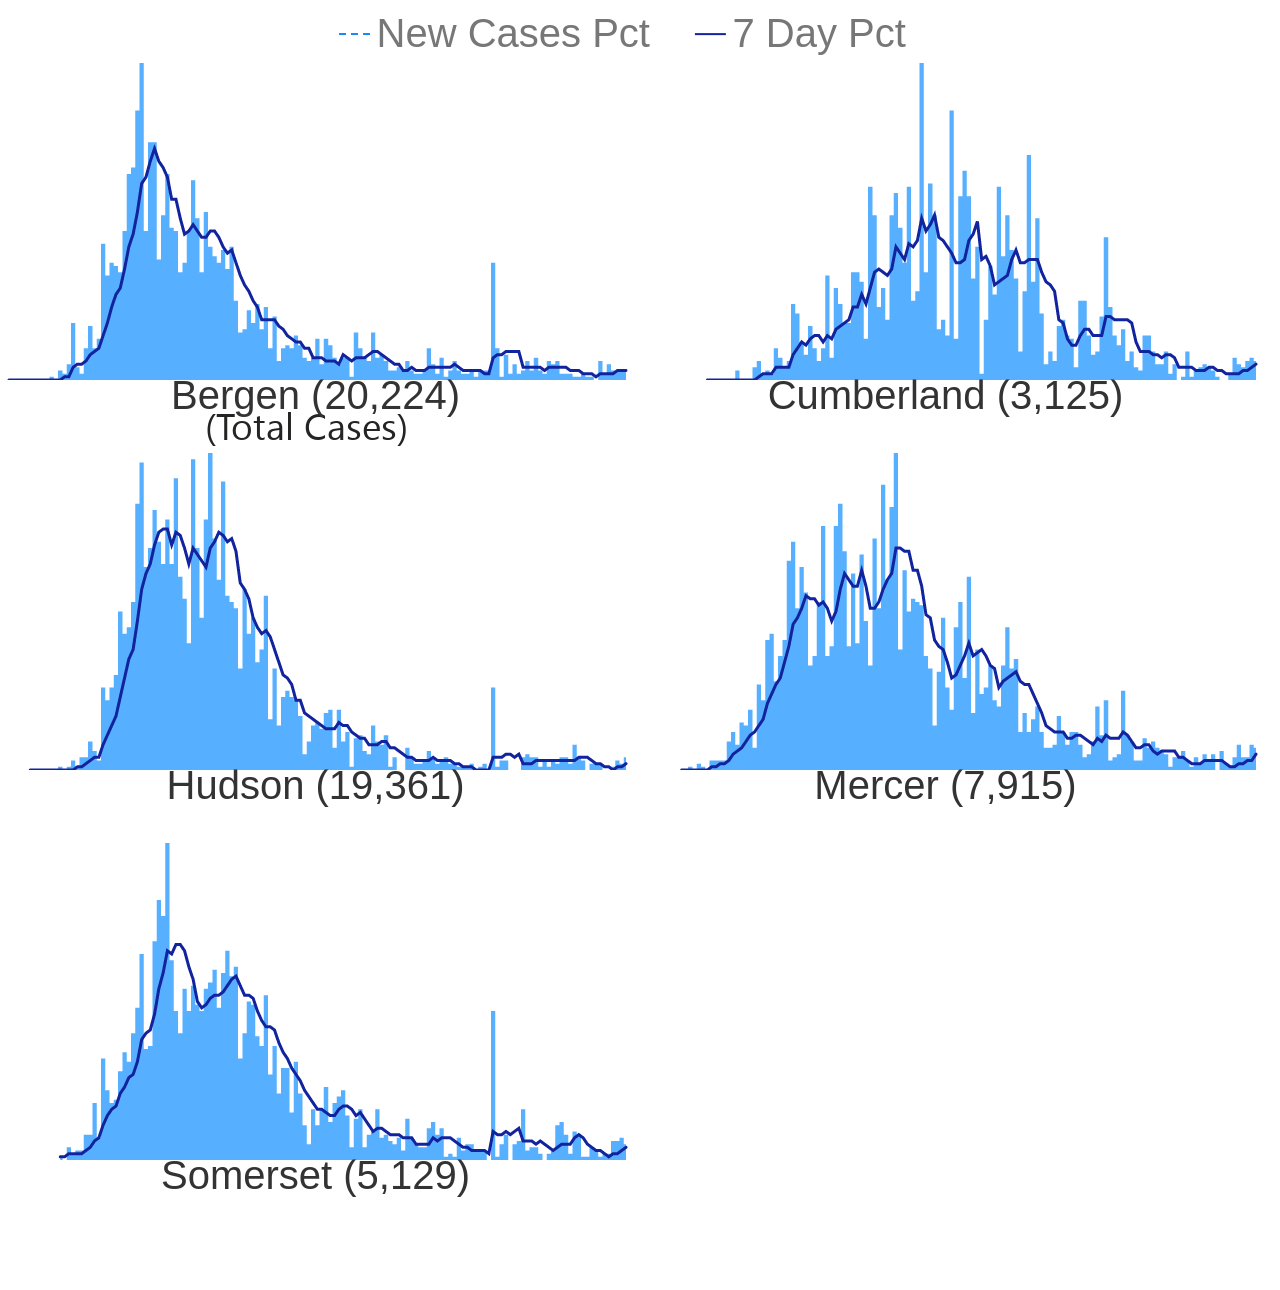 New Cases Pct 7 Day Pct
Bergen (20,224) Cumberland (3,125)
(Total Cases)
Hudson (19,361) Mercer (7,915)
Somerset (5,129)